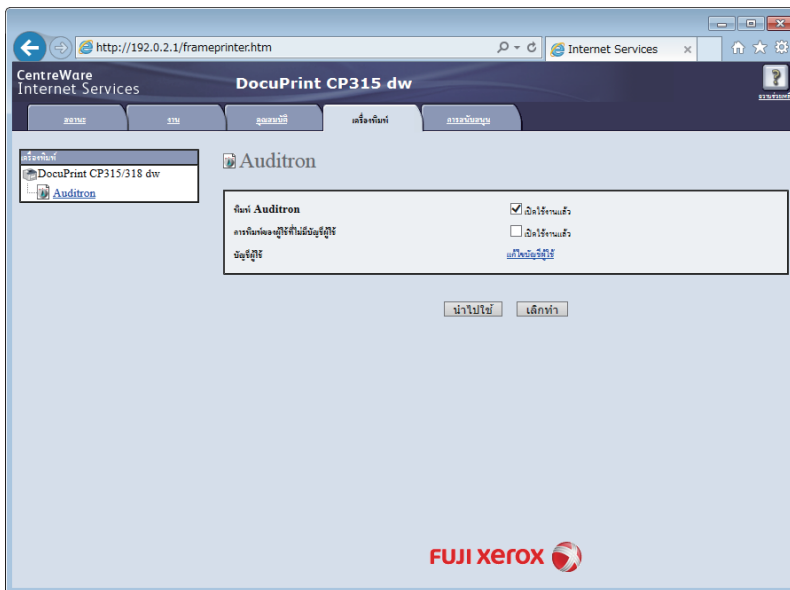 http://192.0.2.1/frameprinter.htm
Internet Services
CentreWare
Internet Services
DocuPrint CP315 dw
สถานะ
งาน
คุณสมบัติ
เครื่องพิมพ์
การสนับสนุน
เครื่องพิมพ์
DocuPrint CP315/318 dw
Auditron
Auditron
พิมพ์ Auditron
เปิดใช้งานแล้ว
การพิมพ์ของผู้ใช้ที่ไม่มีบัญชีผู้ใช้
เปิดใช้งานแล้ว
บัญชีผู้ใช้
แก้ไขบัญชีผู้ใช้
นำไปใช้
เลิกทำ
FUJI xerox